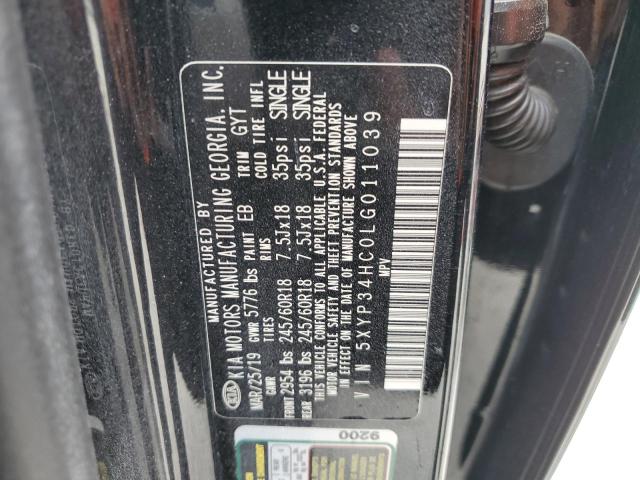 MANUFACTURED BY
KIA KIA MOTORS MANUFACTURING GEORGIA, INC.
MAR/25/19 GVWR 5776 lbs PAINT EB TRIM GYT
GAWR TIRES RIMS COLD TIRE INFL
FRONT 2954 lbs 245/60R18 7.5Jx18 35psi SINGLE
REAR 3196 lbs 245/60R18 7.5Jx18 35psi SINGLE
THIS VEHICLE CONFORMS TO ALL APPLICABLE U.S.A. FEDERAL
MOTOR VEHICLE SAFETY AND THEFT PREVENTION STANDARDS
IN EFFECT ON THE DATE OF MANUFACTURE SHOWN ABOVE
VIN 5XYP34HC0LG011039
MPV
9200